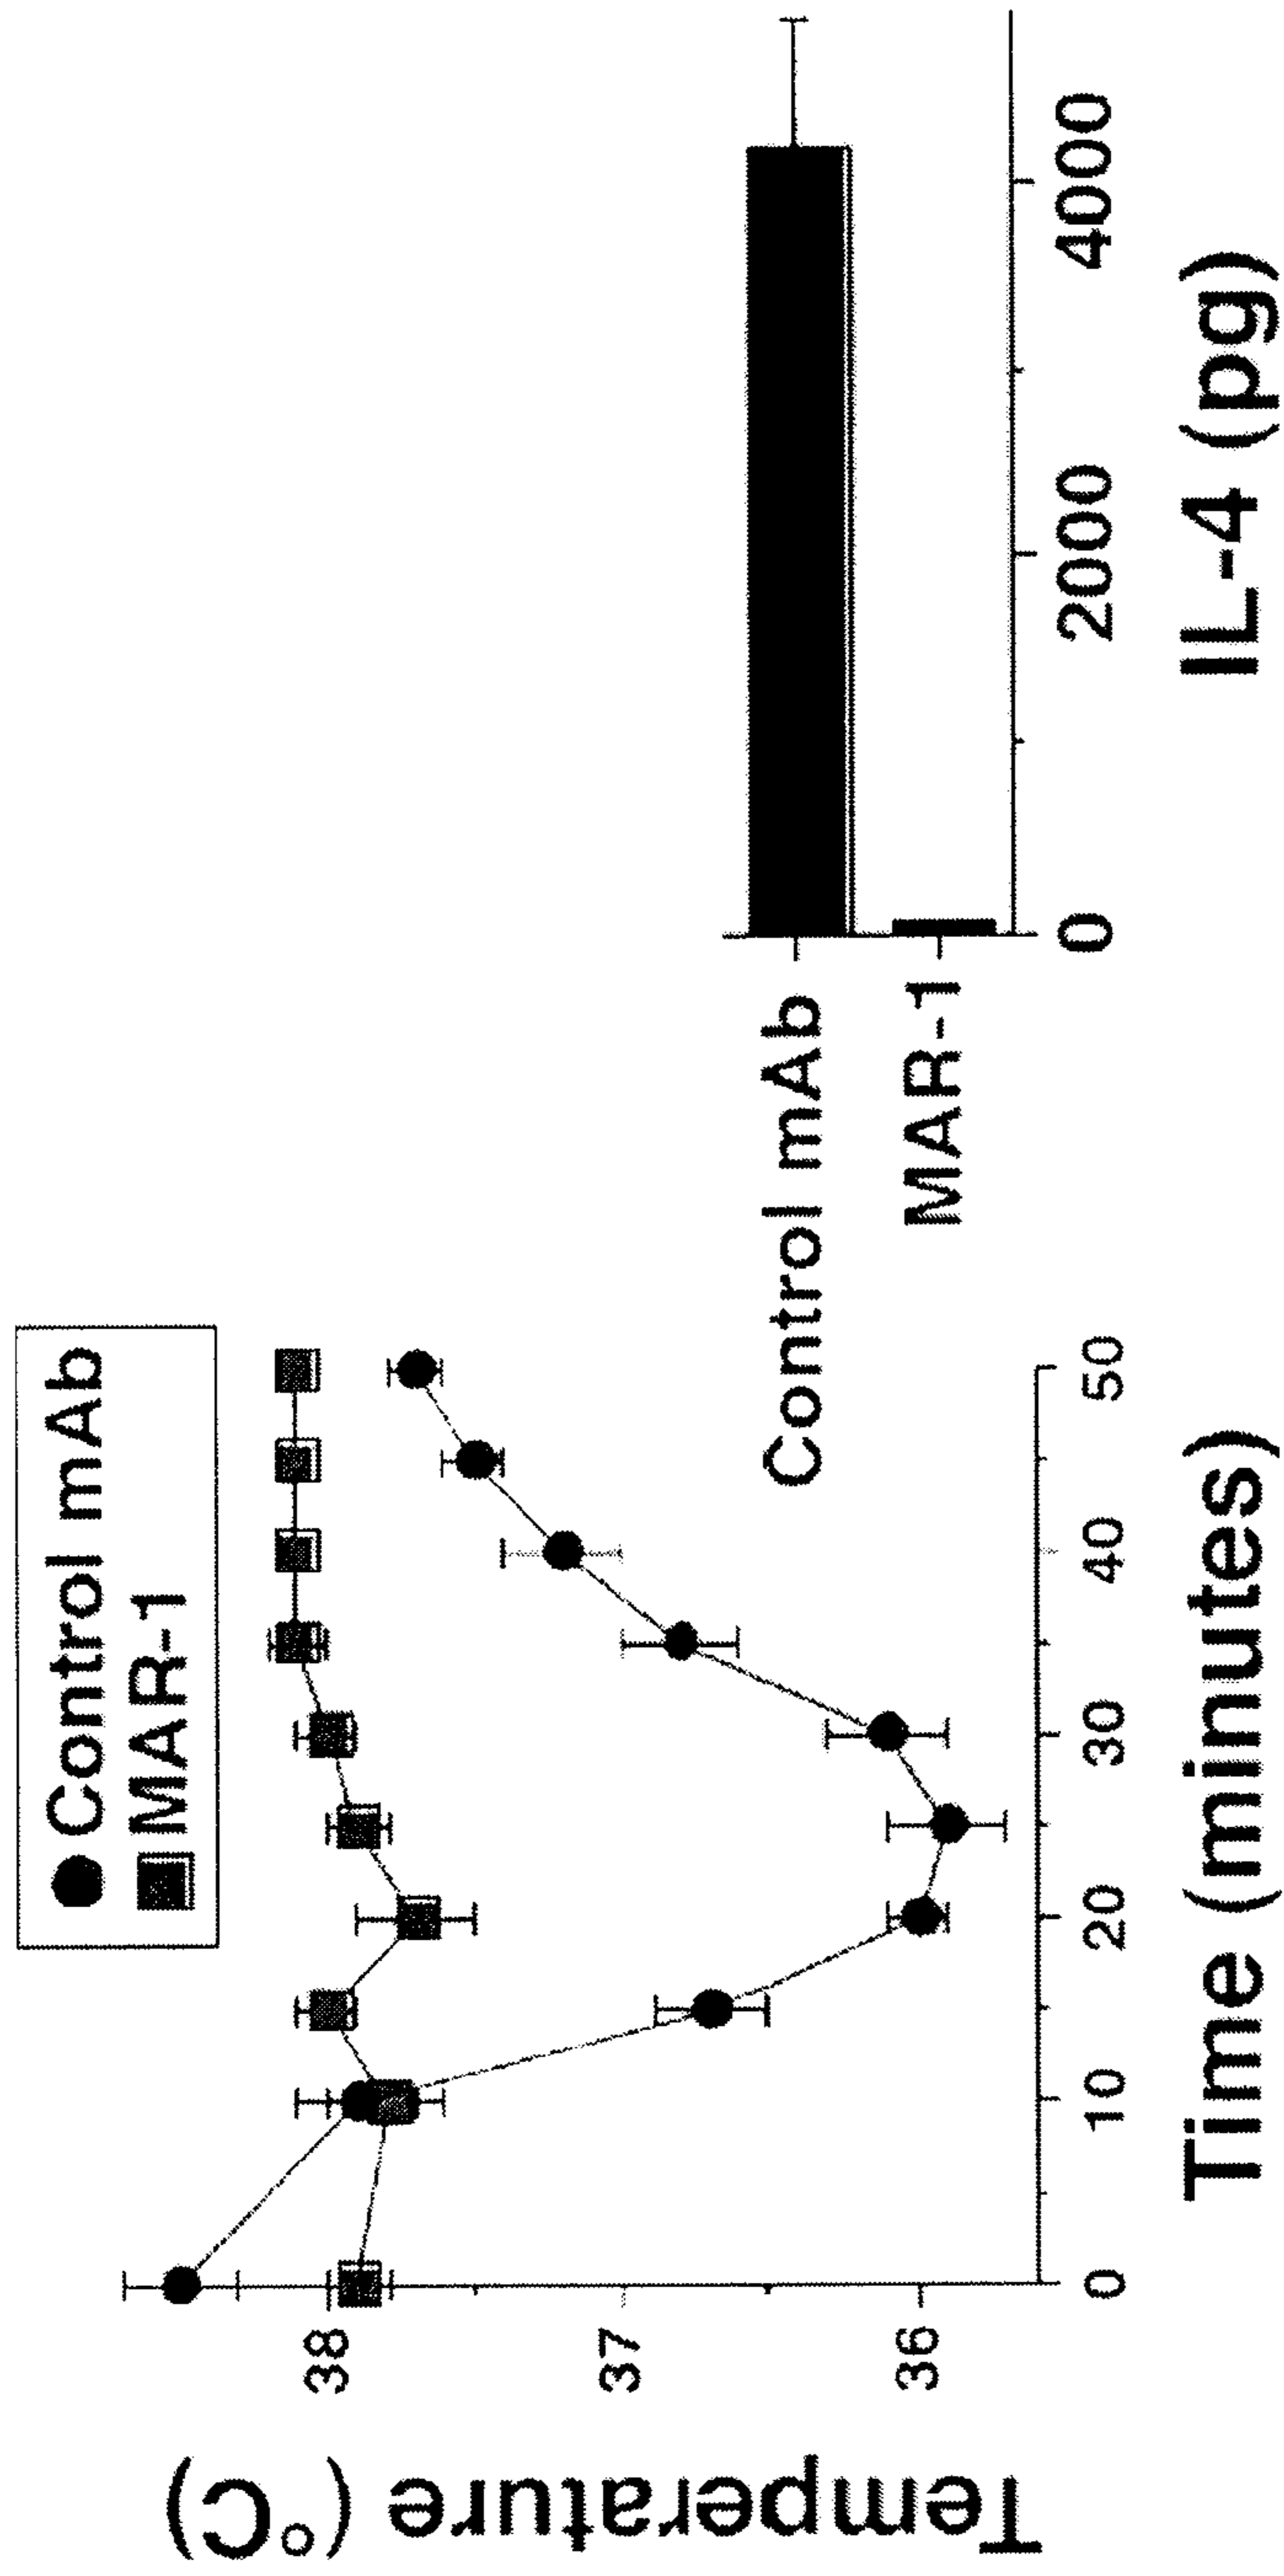 Control mAb
MAR-1
Temperature (°C)
38
37
36
0
10
20
30
40
50
Time (minutes)
Control mAb
MAR-1
0
2000
4000
IL-4 (pg)